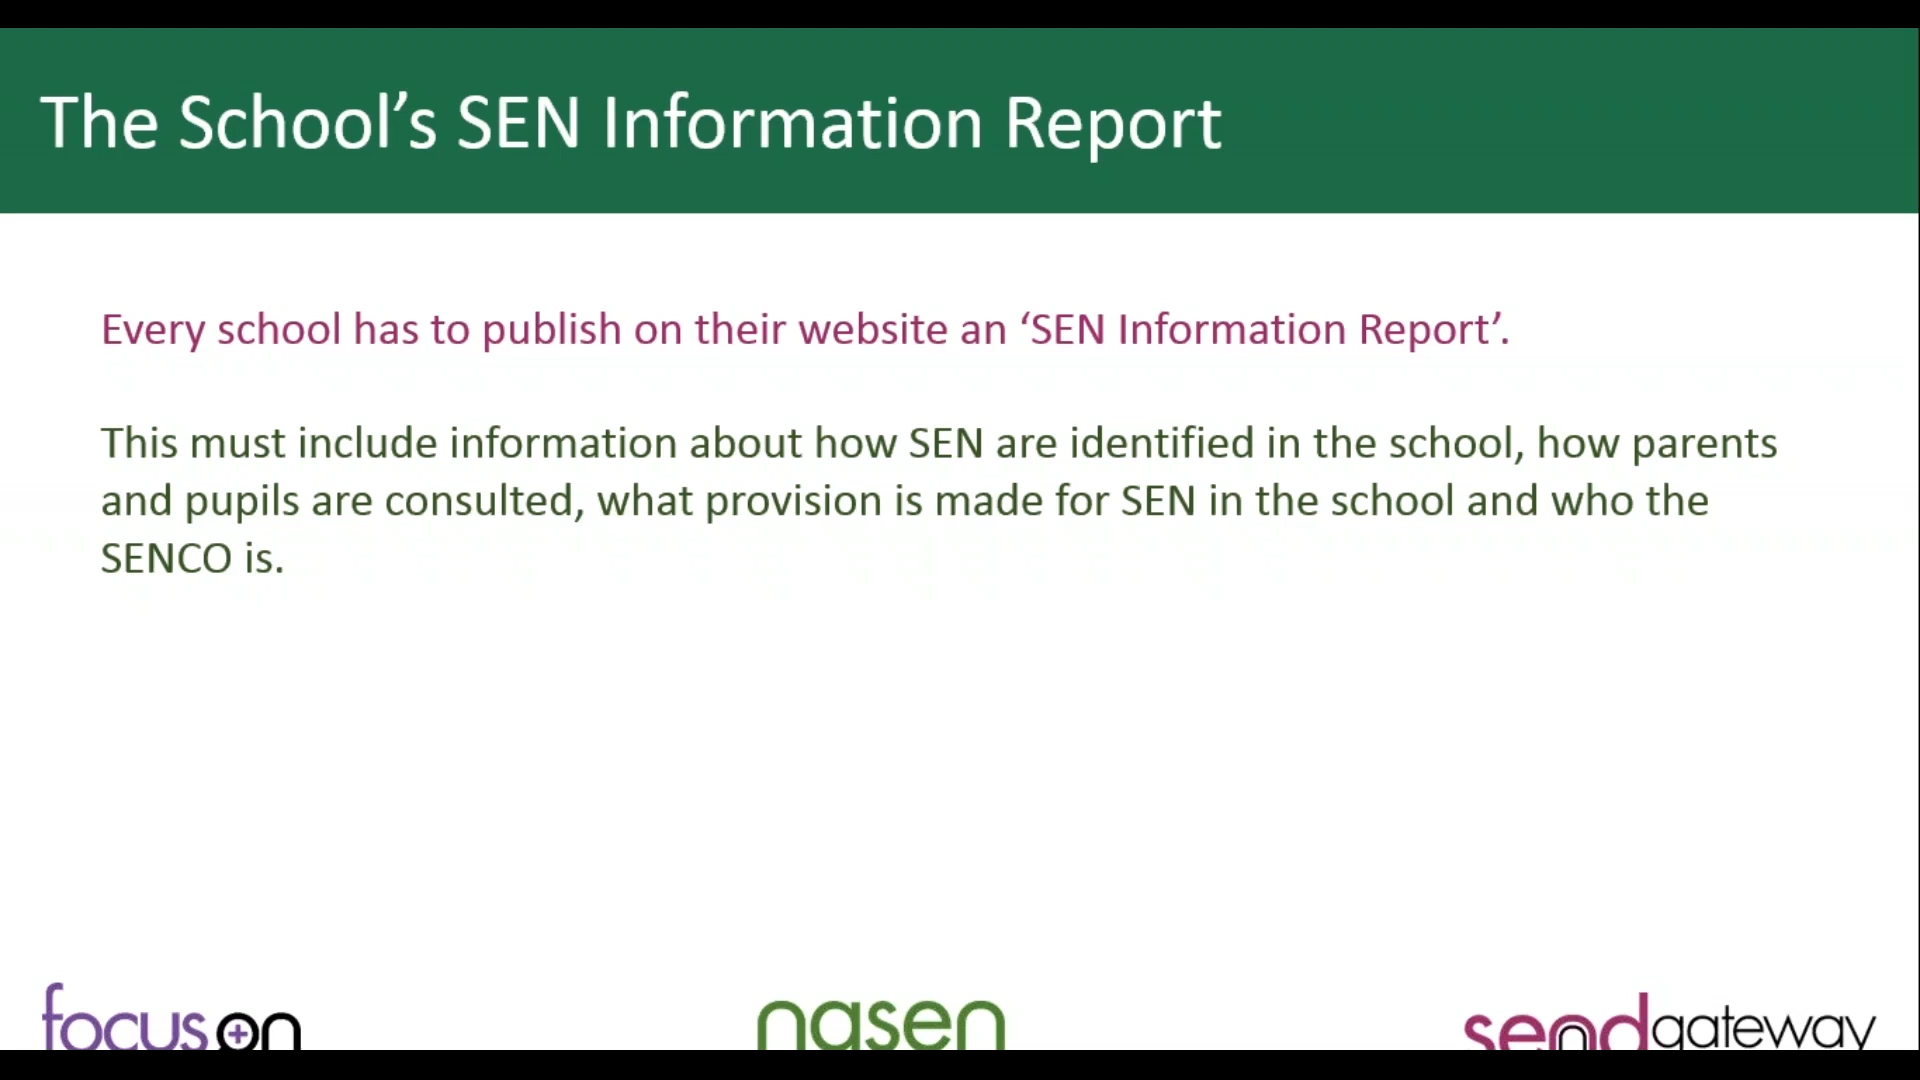 The School’s SEN Information Report
Every school has to publish on their website an ‘SEN Information Report’.
This must include information about how SEN are identified in the school, how parents
and pupils are consulted, what provision is made for SEN in the school and who the
SENCO is.
focuson
nasen
sendgateway